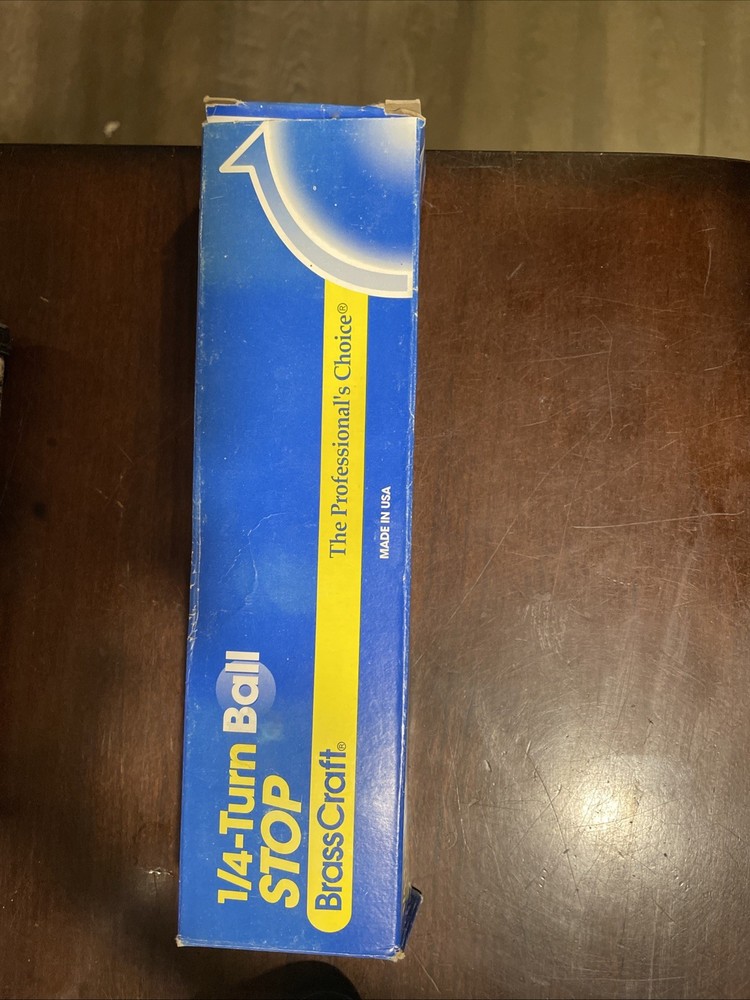 1/4-Turn Ball
STOP
BrassCraft® The Professional's Choice®
MADE IN USA